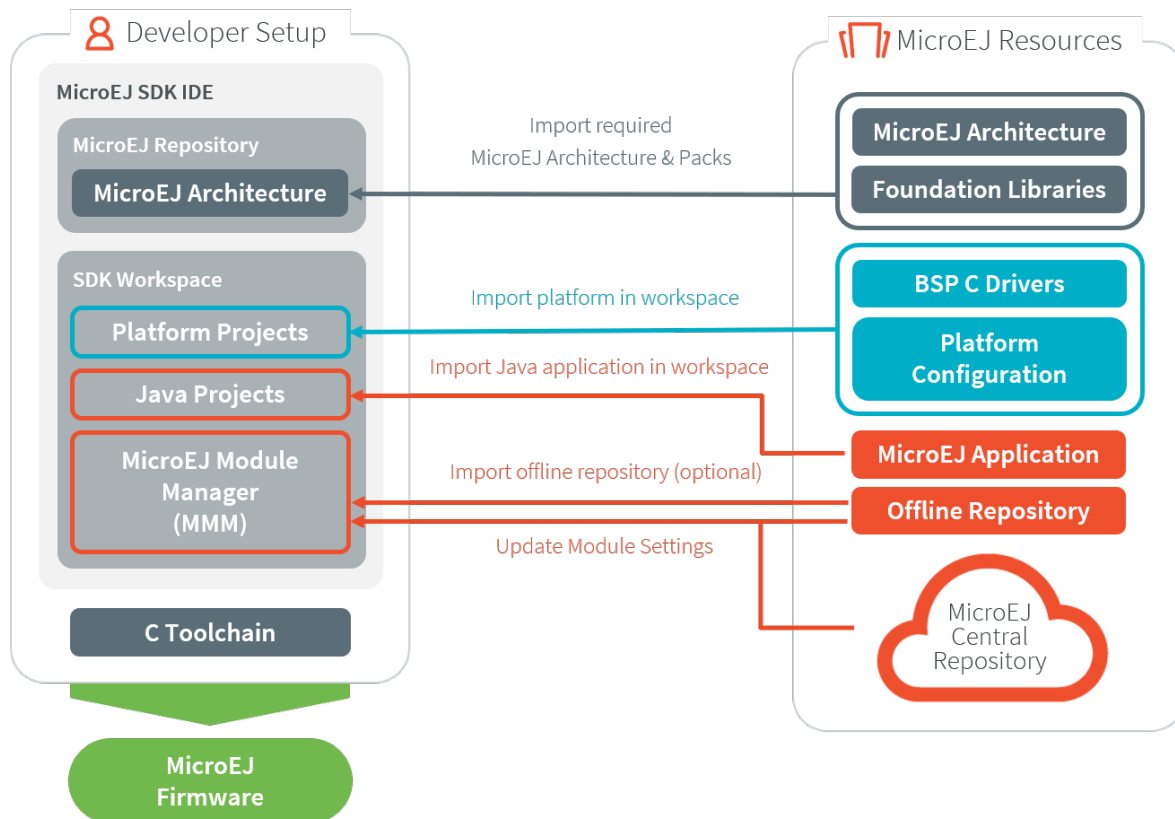 Developer Setup
MicroEJ SDK IDE
MicroEJ Repository
MicroEJ Architecture
SDK Workspace
Platform Projects
Java Projects
MicroEJ Module
Manager
(MMM)
C Toolchain
MicroEJ
Firmware
Import required
MicroEJ Architecture & Packs
Import platform in workspace
Import Java application in workspace
Import offline repository (optional)
Update Module Settings
MicroEJ Resources
MicroEJ Architecture
Foundation Libraries
BSP C Drivers
Platform
Configuration
MicroEJ Application
Offline Repository
MicroEJ
Central
Repository